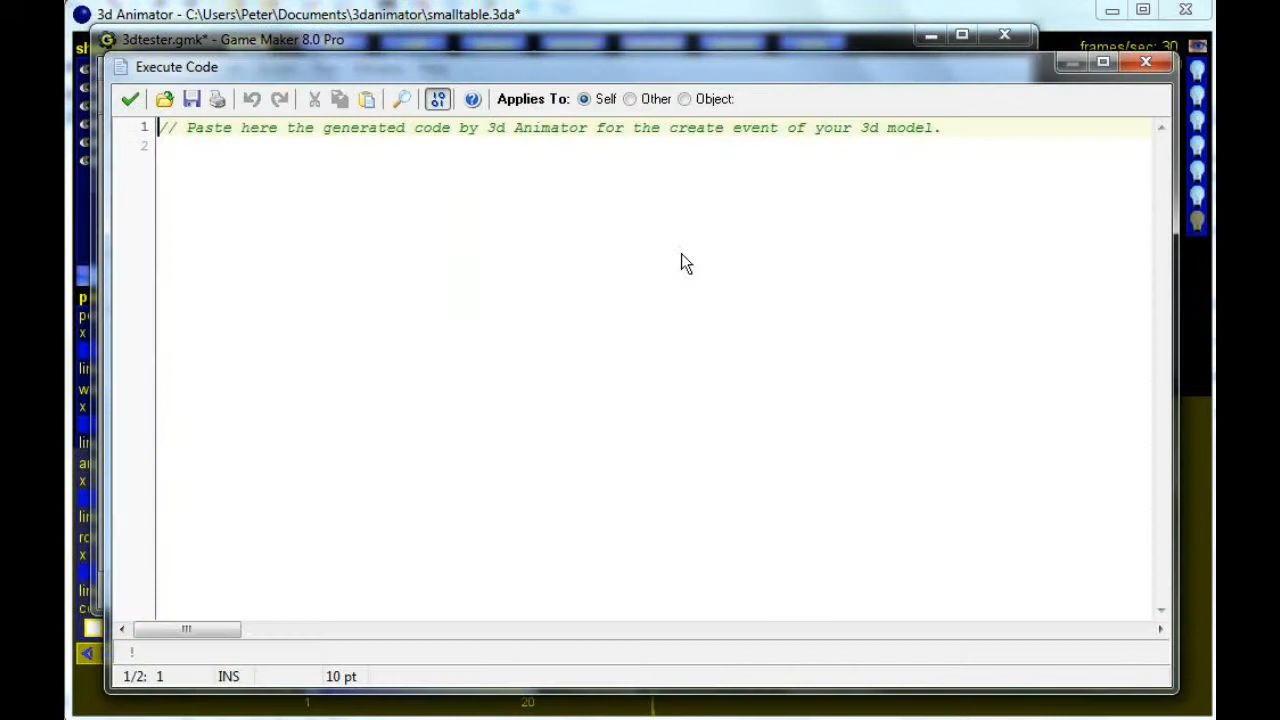 3d Animator - C:\Users\Peter\Documents\3danimator\smalltable.3da*
3dtester.gmk* - Game Maker 8.0 Pro
frames/sec: 30
Execute Code
Applies To: Self Other Object:
1 // Paste here the generated code by 3d Animator for the create event of your 3d model.
2
x
x
x
x
!
1/2: 1 INS 10 pt
1 20